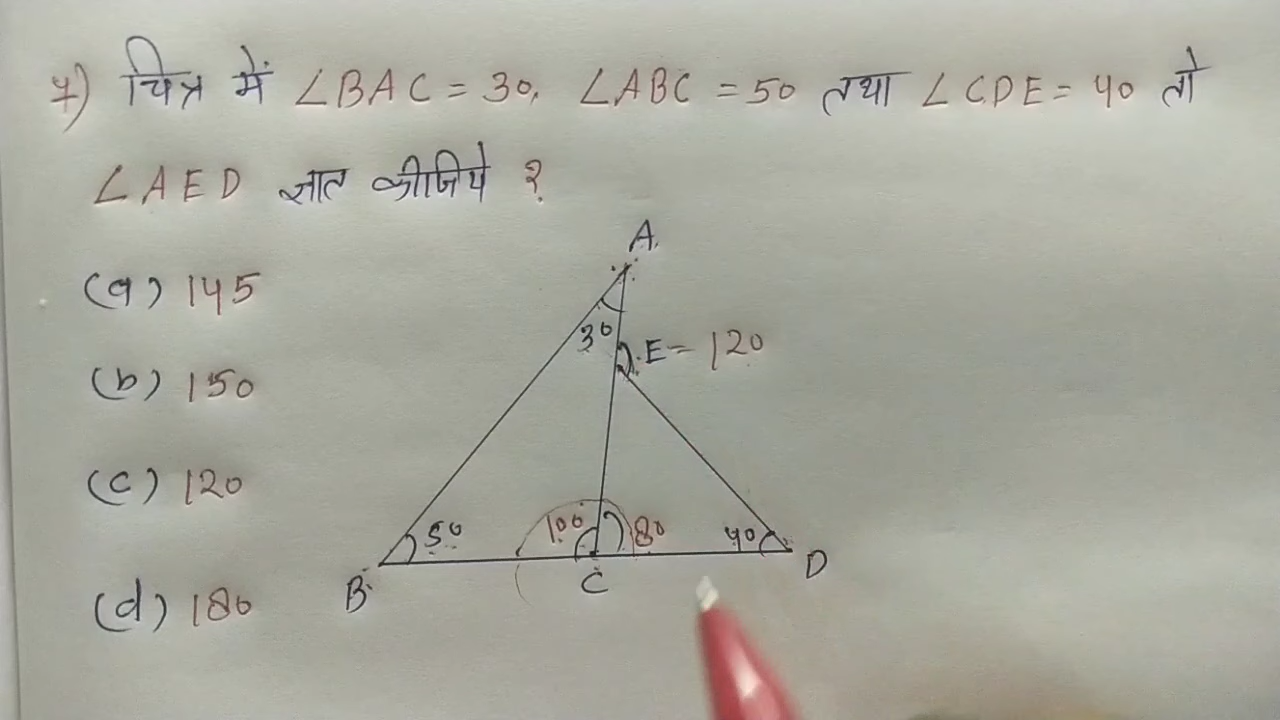 7) चित्र में ∠BAC = 30, ∠ABC = 50 तथा ∠CDE = 40 तो
∠AED ज्ञात कीजिये ?
(a) 145
(b) 150
(c) 120
(d) 180
A.
30
E = 120
50
100
80
40
B
C
D